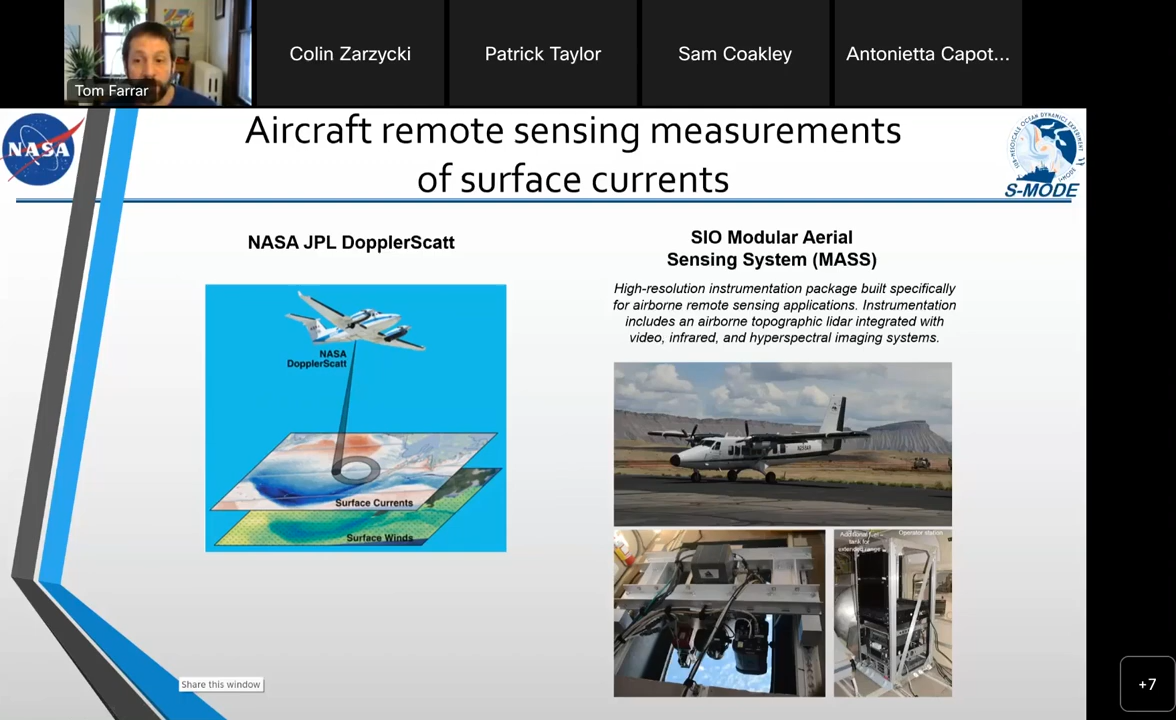 Tom Farrar
Colin Zarzycki
Patrick Taylor
Sam Coakley
Antonietta Capot...
NASA
Aircraft remote sensing measurements
of surface currents
S-MODE
NASA JPL DopplerScatt
NASA
DopplerScatt
Surface Currents
Surface Winds
SIO Modular Aerial
Sensing System (MASS)
High-resolution instrumentation package built specifically
for airborne remote sensing applications. Instrumentation
includes an airborne topographic lidar integrated with
video, infrared, and hyperspectral imaging systems.
Additional fuel
tank for
extended range
Operator station
Share this window
+7